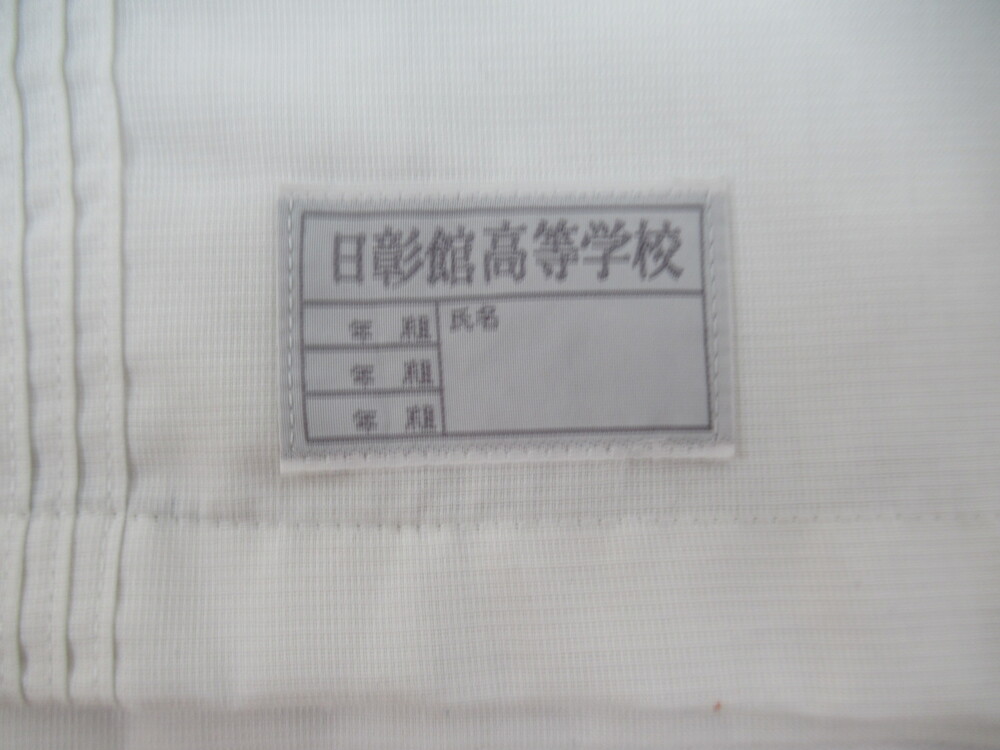 日彰館高等学校
年 組 氏名
年 組
年 組